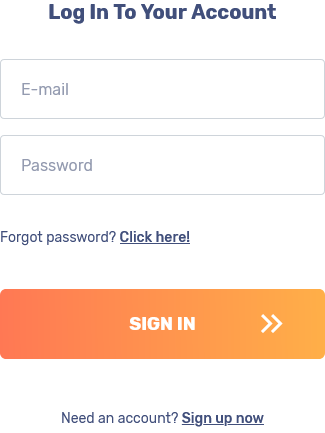 Log In To Your Account
E-mail
Password
Forgot password? Click here!
SIGN IN
Need an account? Sign up now